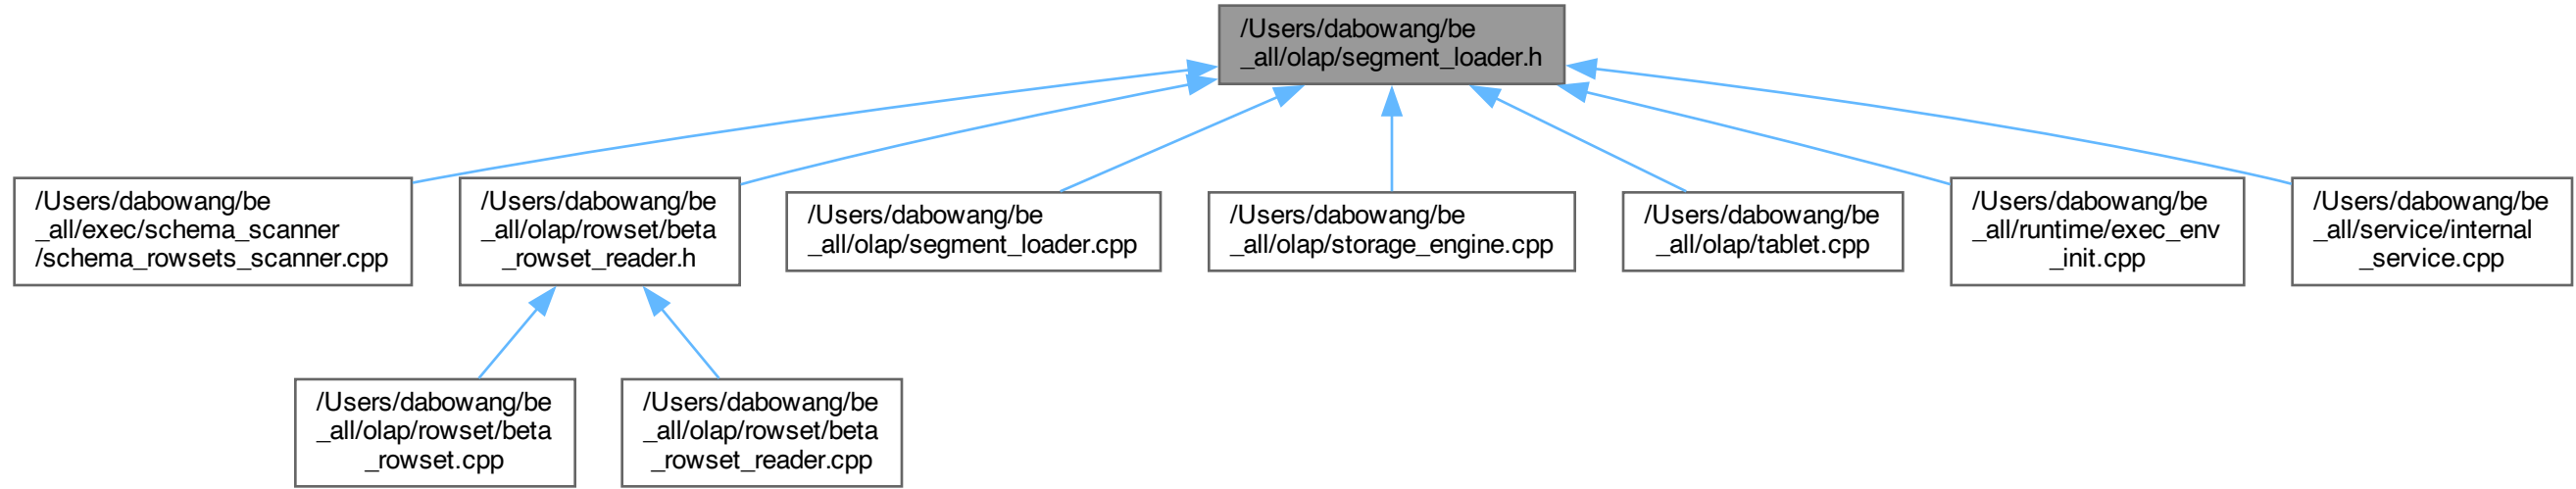 /Users/dabowang/be
_all/olap/segment_loader.h
/Users/dabowang/be
_all/exec/schema_scanner
/schema_rowsets_scanner.cpp
/Users/dabowang/be
_all/olap/rowset/beta
_rowset_reader.h
/Users/dabowang/be
_all/olap/segment_loader.cpp
/Users/dabowang/be
_all/olap/storage_engine.cpp
/Users/dabowang/be
_all/olap/tablet.cpp
/Users/dabowang/be
_all/runtime/exec_env
_init.cpp
/Users/dabowang/be
_all/service/internal
_service.cpp
/Users/dabowang/be
_all/olap/rowset/beta
_rowset.cpp
/Users/dabowang/be
_all/olap/rowset/beta
_rowset_reader.cpp